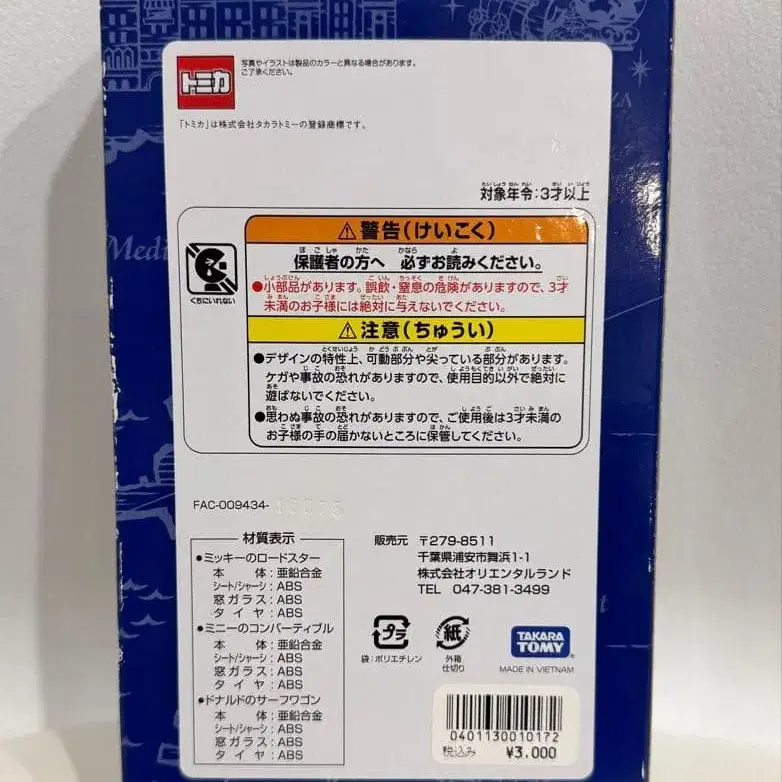 トミカ
写真やイラストは製品のカラーと異なる場合があります。
ご了承ください。
「トミカ」は株式会社タカラトミーの登録商標です。
対象年令:3才以上
くちにいれない
⚠警告(けいこく)
保護者の方へ 必ずお読みください。
●小部品があります。誤飲・窒息の危険がありますので、3才
未満のお子様には絶対に与えないでください。
⚠注意(ちゅうい)
●デザインの特性上、可動部分や尖っている部分があります。
ケガや事故の恐れがありますので、使用目的以外で絶対に
遊ばないでください。
●思わぬ事故の恐れがありますので、ご使用後は3才未満の
お子様の手の届かないところに保管してください。
Medi
FAC-009434-
材質表示
●ミッキーのロードスター
本体:亜鉛合金
シート/シャーシ:ABS
窓ガラス:ABS
タイヤ:ABS
●ミニーのコンバーティブル
本体:亜鉛合金
シート/シャーシ:ABS
窓ガラス:ABS
タイヤ:ABS
●ドナルドのサーフワゴン
本体:亜鉛合金
シート/シャーシ:ABS
窓ガラス:ABS
タイヤ:ABS
販売元 〒279-8511
千葉県浦安市舞浜1-1
株式会社オリエンタルランド
TEL 047-381-3499
プラ
袋:ポリエチレン
紙
外箱
仕切り
TAKARA
TOMY
MADE IN VIETNAM
0401130010172
税込み ¥3,000